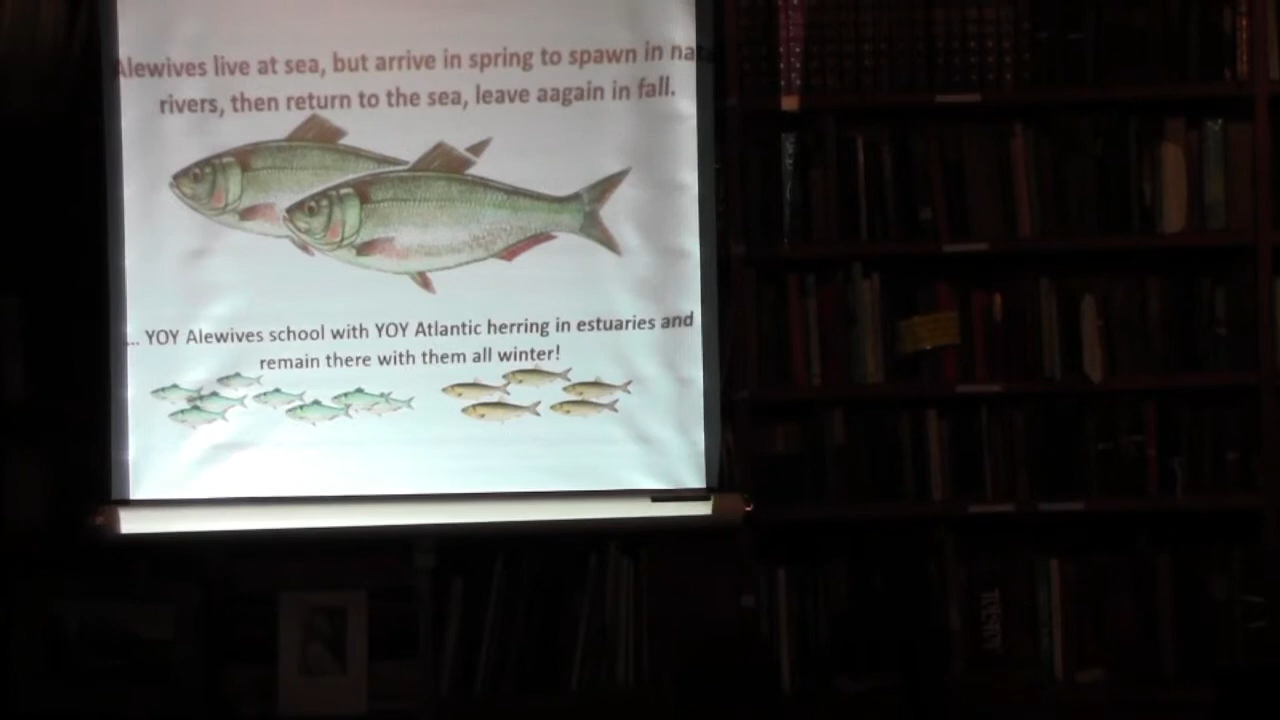 Alewives live at sea, but arrive in spring to spawn in
rivers, then return to the sea, leave aagain in fall.
... YOY Alewives school with YOY Atlantic herring in estuaries and
remain there with them all winter!